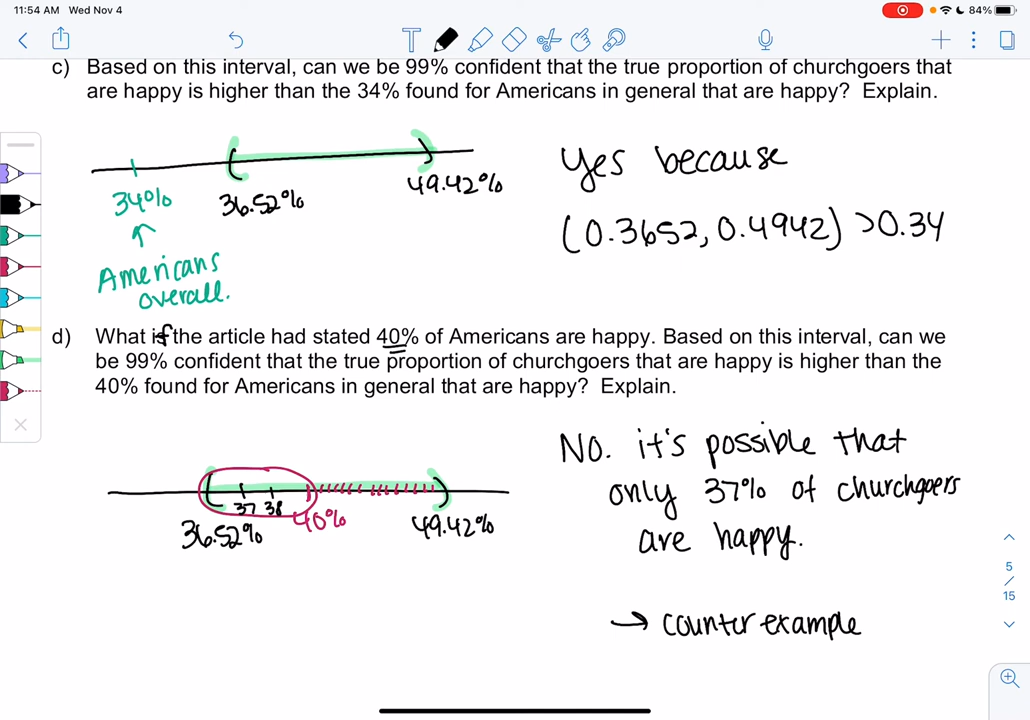 11:54 AM Wed Nov 4
84%
c) Based on this interval, can we be 99% confident that the true proportion of churchgoers that
are happy is higher than the 34% found for Americans in general that are happy? Explain.
34%
36.52%
49.42%
Americans
overall.
Yes because
(0.3652, 0.4942) >0.34
d) What if the article had stated 40% of Americans are happy. Based on this interval, can we
be 99% confident that the true proportion of churchgoers that are happy is higher than the
40% found for Americans in general that are happy? Explain.
37 38
40%
36.52%
49.42%
No. it's possible that
only 37% of churchgoers
are happy.
→ counter example
5
/
15